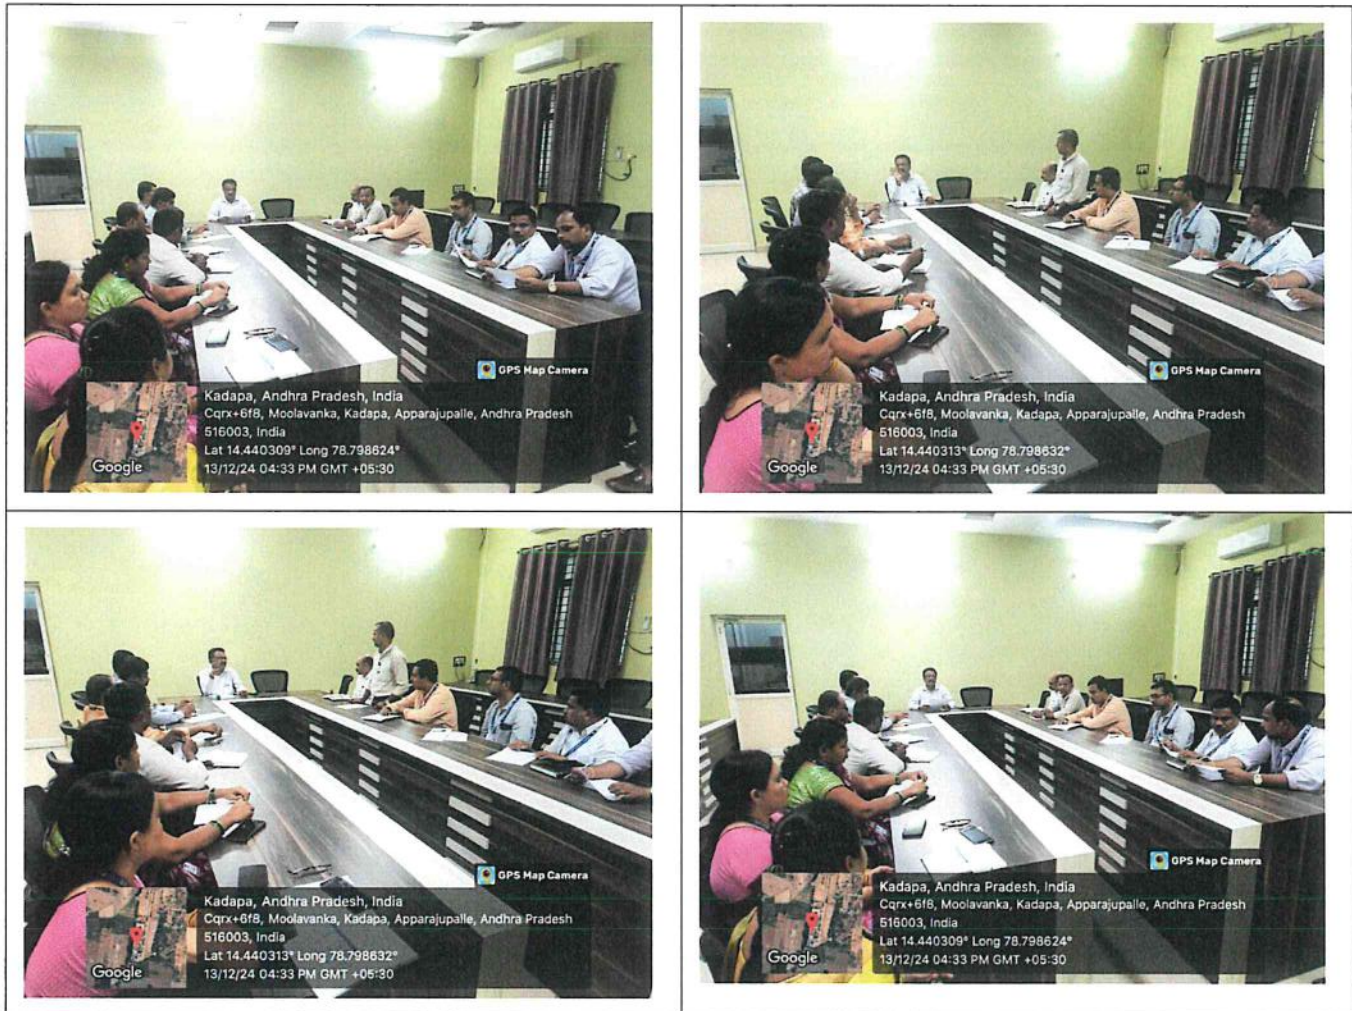 GPS Map Camera
Kadapa, Andhra Pradesh, India
Cqrx+6f8, Moolavanka, Kadapa, Apparajupalle, Andhra Pradesh
516003, India
Lat 14.440309° Long 78.798624°
13/12/24 04:33 PM GMT +05:30
Google
GPS Map Camera
Kadapa, Andhra Pradesh, India
Cqrx+6f8, Moolavanka, Kadapa, Apparajupalle, Andhra Pradesh
516003, India
Lat 14.440313° Long 78.798632°
13/12/24 04:33 PM GMT +05:30
Google
GPS Map Camera
Kadapa, Andhra Pradesh, India
Cqrx+6f8, Moolavanka, Kadapa, Apparajupalle, Andhra Pradesh
516003, India
Lat 14.440313° Long 78.798632°
13/12/24 04:33 PM GMT +05:30
Google
GPS Map Camera
Kadapa, Andhra Pradesh, India
Cqrx+6f8, Moolavanka, Kadapa, Apparajupalle, Andhra Pradesh
516003, India
Lat 14.440309° Long 78.798624°
13/12/24 04:33 PM GMT +05:30
Google